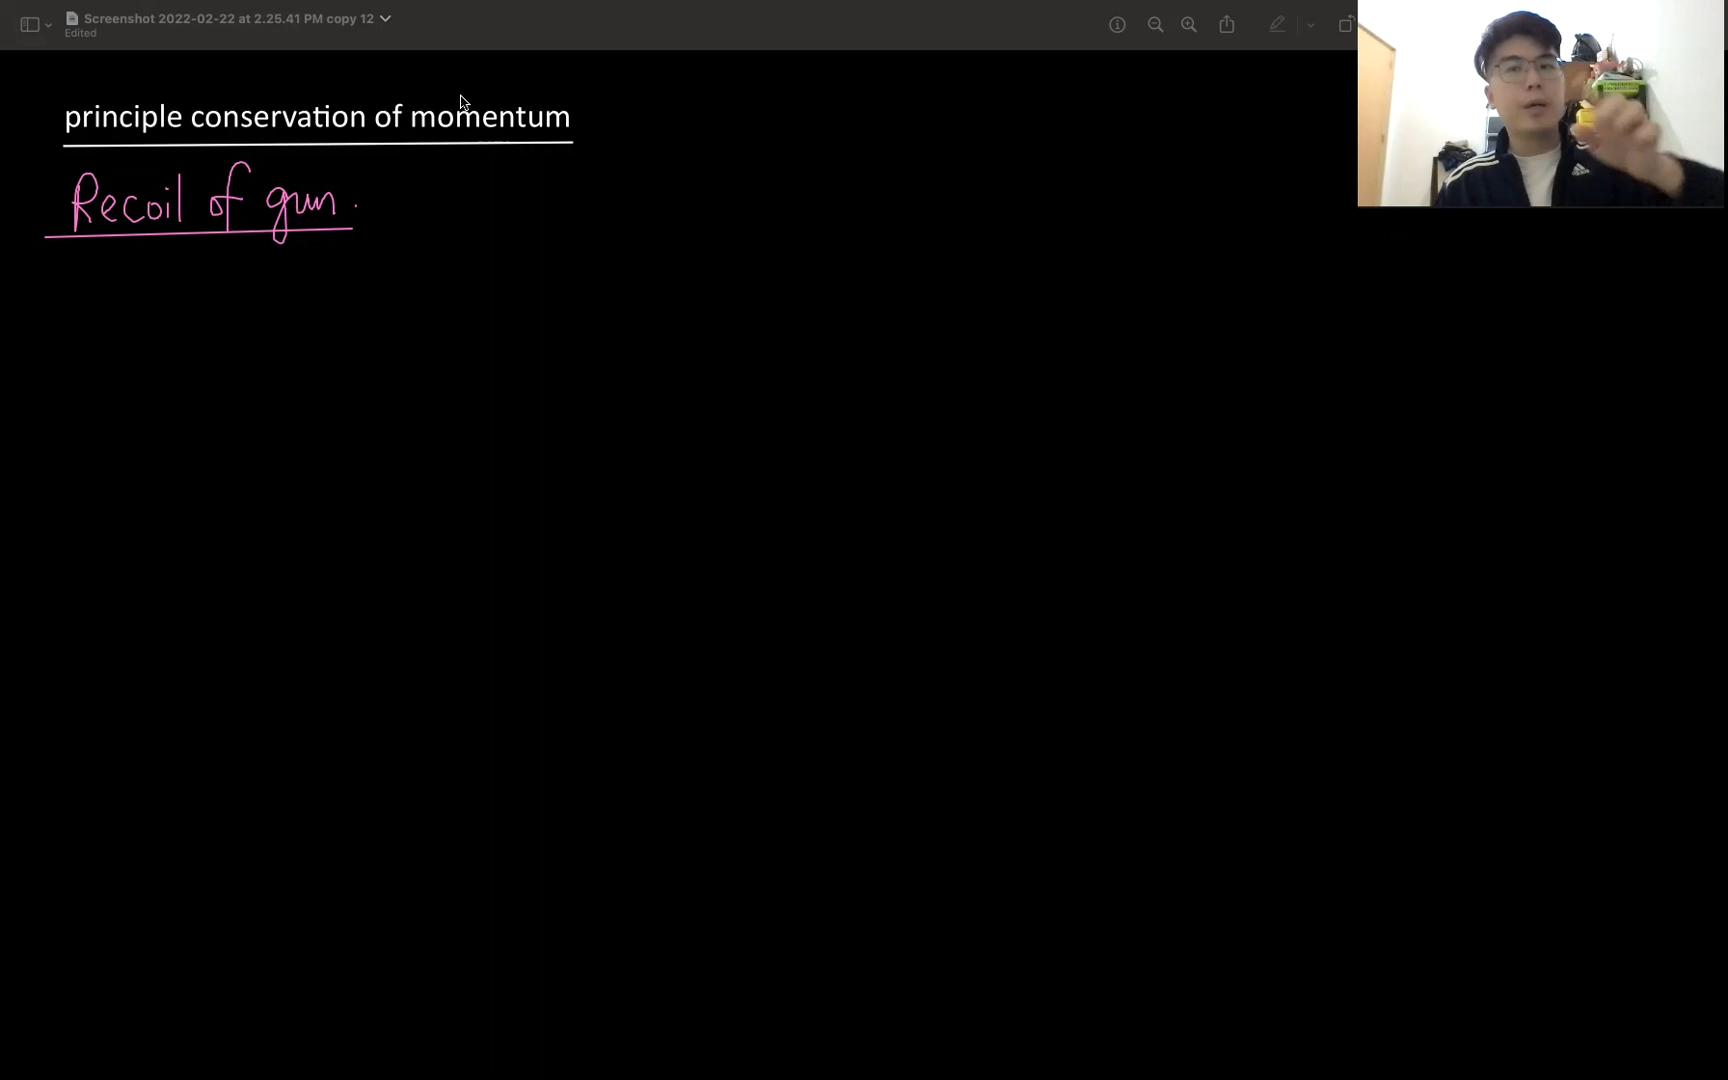 Screenshot 2022-02-22 at 2.25.41 PM copy 12
Edited
principle conservation of momentum
Recoil of gun.